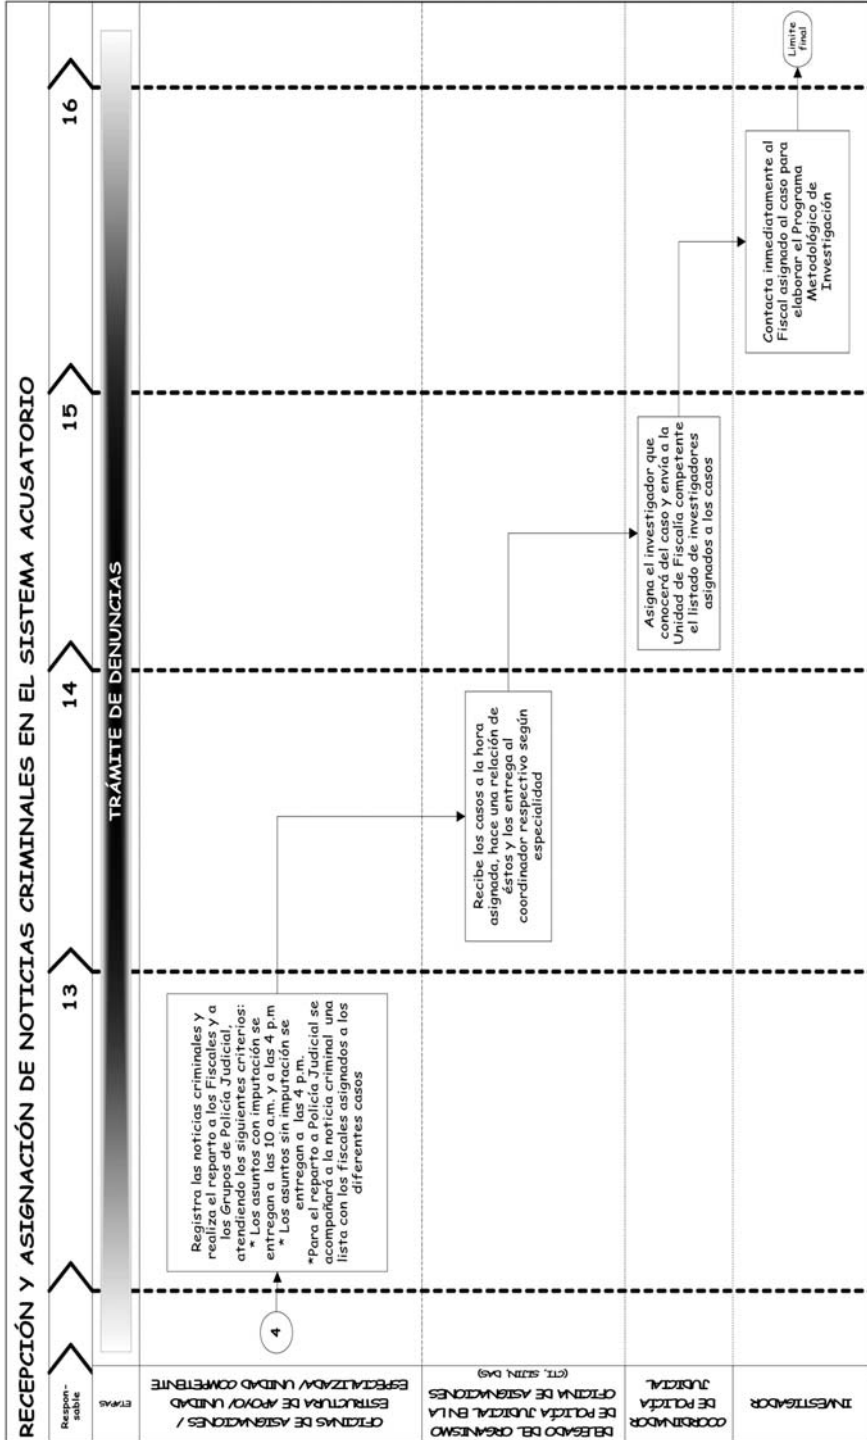 RECEPCIÓN Y ASIGNACIÓN DE NOTICIAS CRIMINALES EN EL SISTEMA ACUSATORIO
Respon-
sable
13
14
15
16
ETAPAS
TRÁMITE DE DENUNCIAS
OFICINAS DE ASIGNACIONES /
ESTRUCTURA DE APOYO/ UNIDAD
ESPECIALIZADA/ UNIDAD COMPETENTE
4
Registra las noticias criminales y
realiza el reparto a los Fiscales y a
los Grupos de Policía Judicial,
atendiendo los siguientes criterios:
* Los asuntos con imputación se
entregan a las 10 a.m. y a las 4 p.m
* Los asuntos sin imputación se
entregan a las 4 p.m.
*Para el reparto a Policía Judicial se
acompañará a la noticia criminal una
lista con los fiscales asignados a los
diferentes casos
DELEGADO DEL ORGANISMO
DE POLICÍA JUDICIAL EN LA
OFICINA DE ASIGNACIONES
(CTI, SIJIN, DAS)
Recibe los casos a la hora
asignada, hace una relación de
éstos y los entrega al
coordinador respectivo según
especialidad
COORDINADOR
DE POLICÍA
JUDICIAL
Asigna el investigador que
conocerá del caso y envía a la
Unidad de Fiscalía competente
el listado de investigadores
asignados a los casos
INVESTIGADOR
Contacta inmediatamente al
Fiscal asignado al caso para
elaborar el Programa
Metodológico de
Investigación
Limite
final